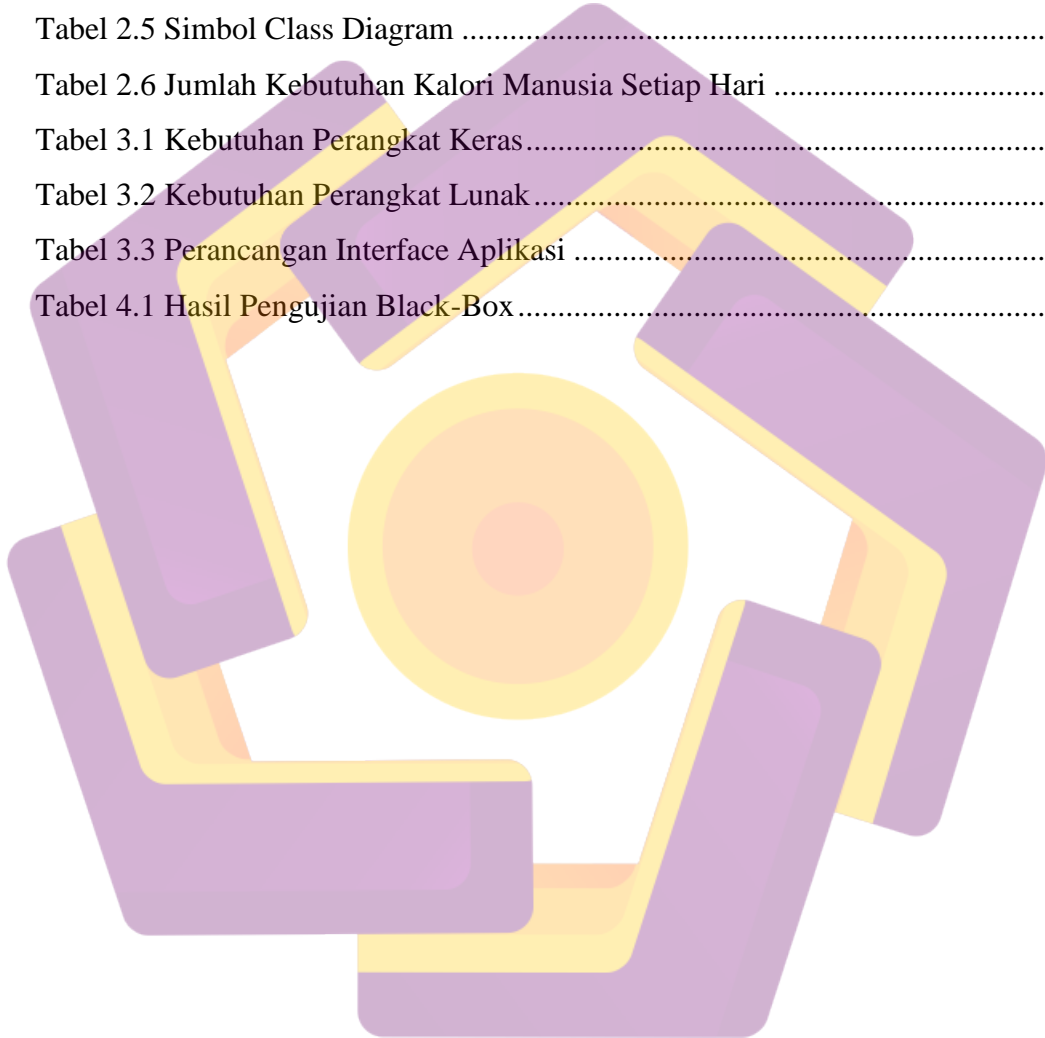 Tabel 2.5 Simbol Class Diagram ........................................................................
Tabel 2.6 Jumlah Kebutuhan Kalori Manusia Setiap Hari ..................................
Tabel 3.1 Kebutuhan Perangkat Keras.................................................................
Tabel 3.2 Kebutuhan Perangkat Lunak................................................................
Tabel 3.3 Perancangan Interface Aplikasi ...........................................................
Tabel 4.1 Hasil Pengujian Black-Box..................................................................